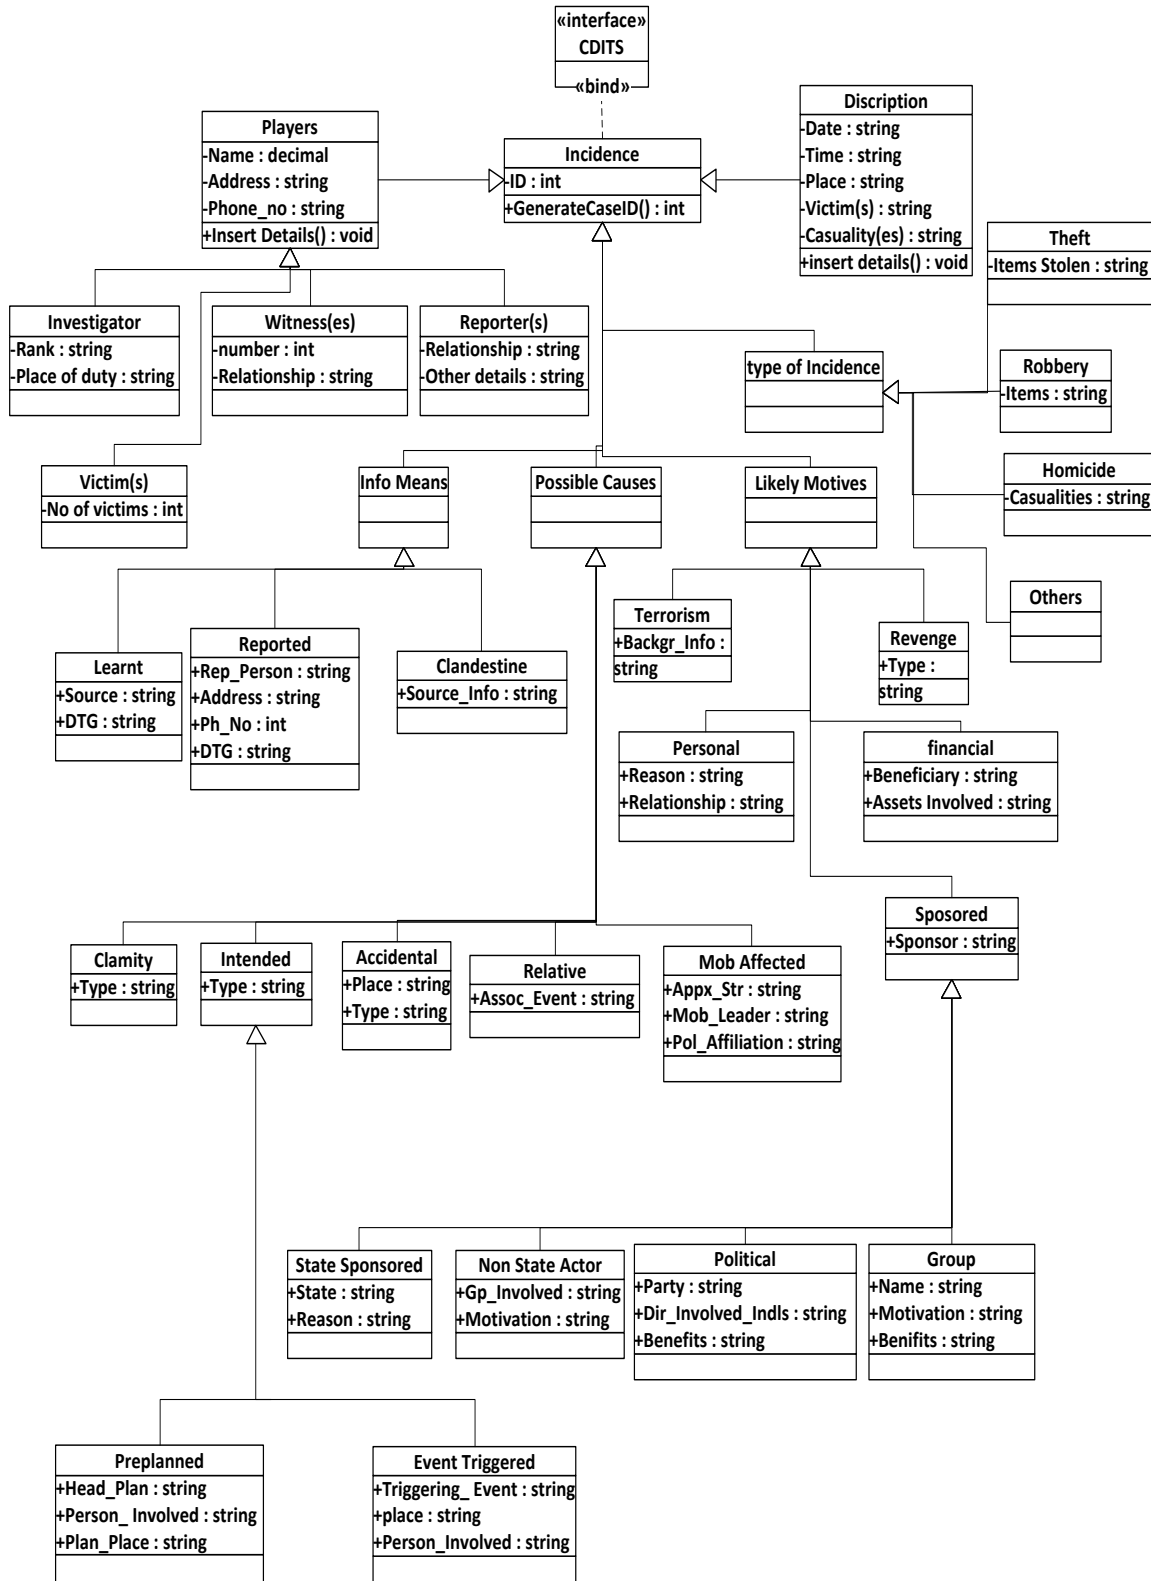 «interface»
CDITS
«bind»
Players
-Name : decimal
-Address : string
-Phone_no : string
+Insert Details() : void
Incidence
-ID : int
+GenerateCaseID() : int
Discription
-Date : string
-Time : string
-Place : string
-Victim(s) : string
-Casuality(es) : string
+insert details() : void
Theft
-Items Stolen : string
Investigator
-Rank : string
-Place of duty : string
Witness(es)
-number : int
-Relationship : string
Reporter(s)
-Relationship : string
-Other details : string
type of Incidence
Robbery
-Items : string
Victim(s)
-No of victims : int
Info Means
Possible Causes
Likely Motives
Homicide
-Casualities : string
Others
Learnt
+Source : string
+DTG : string
Reported
+Rep_Person : string
+Address : string
+Ph_No : int
+DTG : string
Clandestine
+Source_Info : string
Terrorism
+Backgr_Info :
string
Revenge
+Type :
string
Personal
+Reason : string
+Relationship : string
financial
+Beneficiary : string
+Assets Involved : string
Sposored
+Sponsor : string
Clamity
+Type : string
Intended
+Type : string
Accidental
+Place : string
+Type : string
Relative
+Assoc_Event : string
Mob Affected
+Appx_Str : string
+Mob_Leader : string
+Pol_Affiliation : string
State Sponsored
+State : string
+Reason : string
Non State Actor
+Gp_Involved : string
+Motivation : string
Political
+Party : string
+Dir_Involved_Indls : string
+Benefits : string
Group
+Name : string
+Motivation : string
+Benifits : string
Preplanned
+Head_Plan : string
+Person_ Involved : string
+Plan_Place : string
Event Triggered
+Triggering_ Event : string
+place : string
+Person_Involved : string